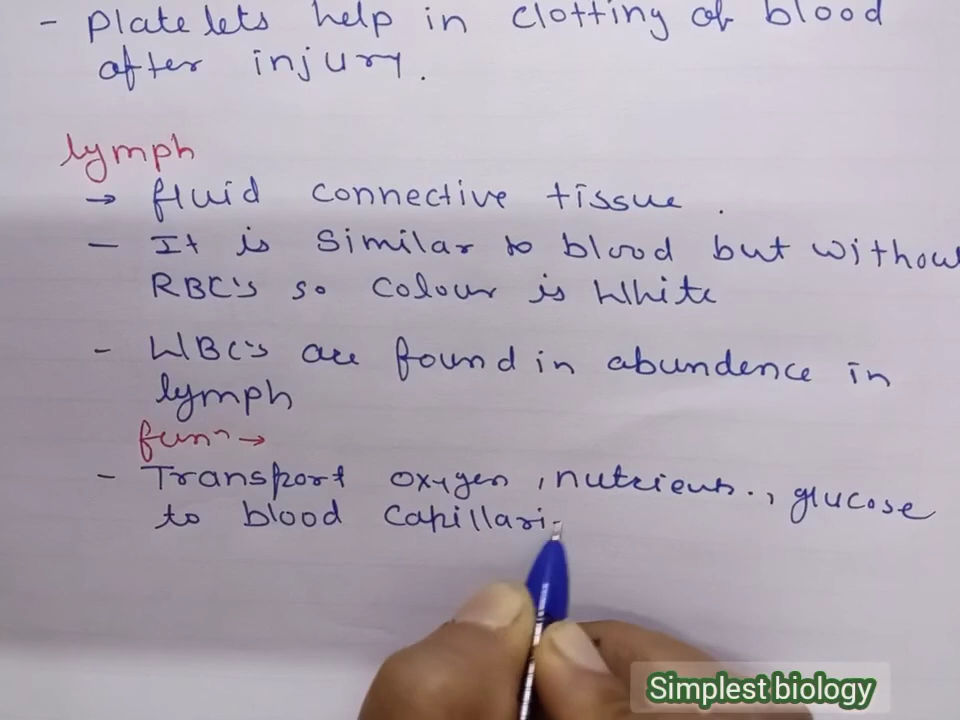 - Platelets help in clotting of blood
after injury.
lymph
→ fluid connective tissue.
- It is similar to blood but without
RBC's so colour is White
- WBC's are found in abundence in
lymph
funⁿ →
- Transport oxygen, nutrients., glucose
to blood capillari
Simplest biology